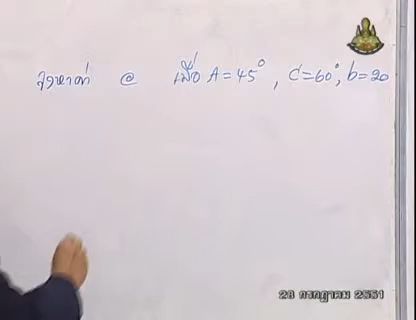 จงหาค่า a เมื่อ A = 45°, C = 60°, b = 20
28 กรกฎาคม 2551